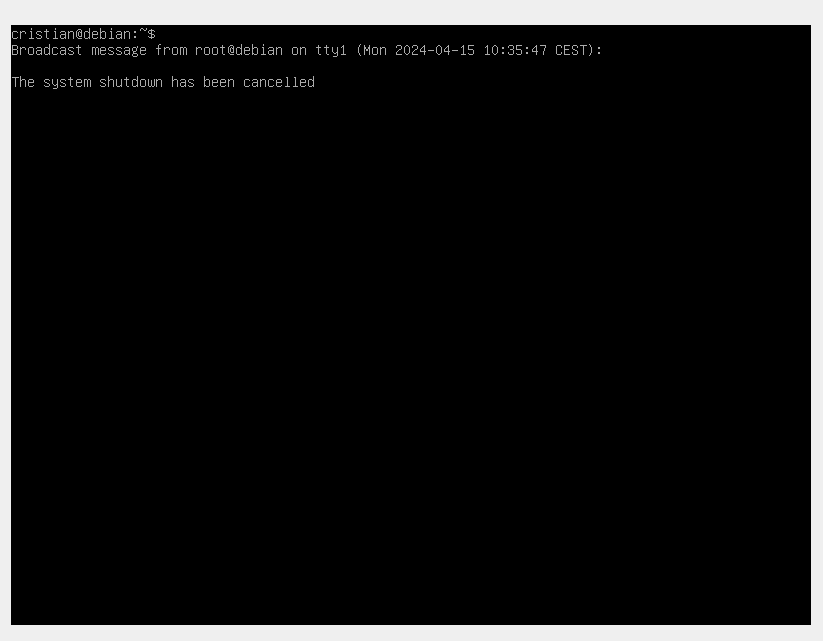 cristian@debian:~$
Broadcast message from root@debian on tty1 (Mon 2024-04-15 10:35:47 CEST):
The system shutdown has been cancelled